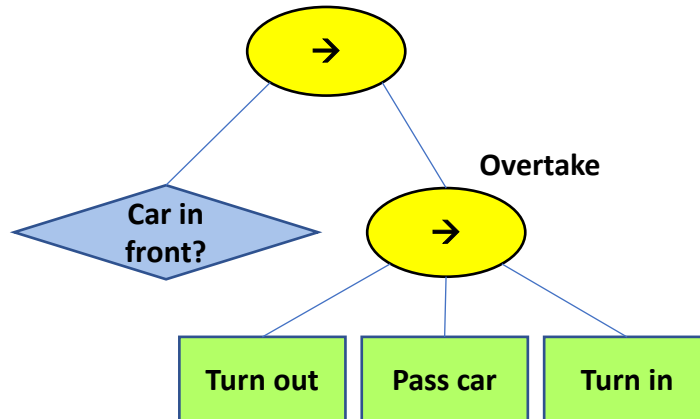 →
Overtake
Car in
front?
→
Turn out
Pass car
Turn in